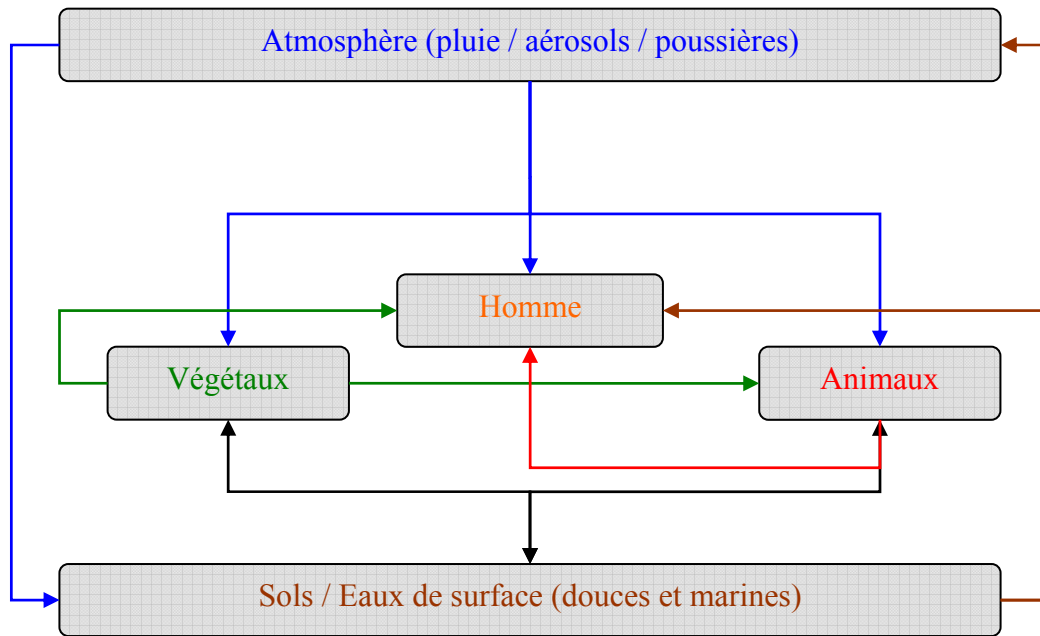 Atmosphère (pluie / aérosols / poussières)
Homme
Végétaux
Animaux
Sols / Eaux de surface (douces et marines)